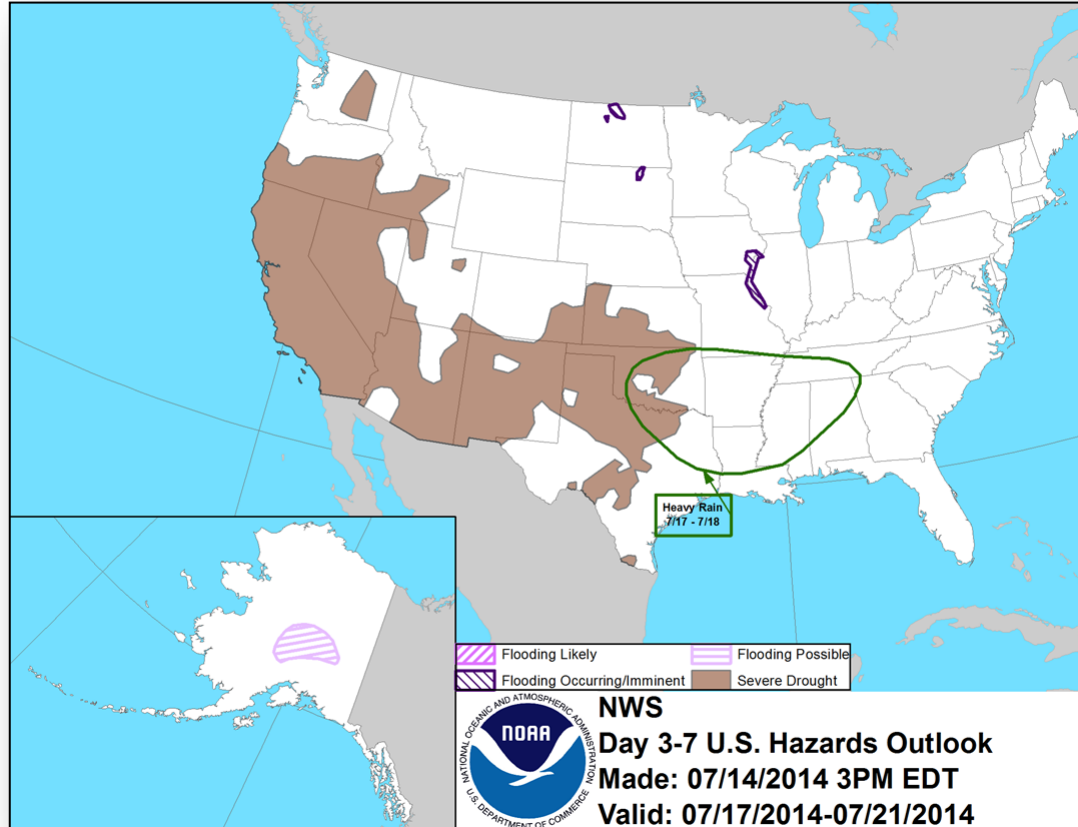 Heavy Rain
7/17 - 7/18
Flooding Likely
Flooding Possible
Flooding Occurring/Imminent
Severe Drought
NATIONAL OCEANIC AND ATMOSPHERIC ADMINISTRATION
U.S. DEPARTMENT OF COMMERCE
NOAA
NWS
Day 3-7 U.S. Hazards Outlook
Made: 07/14/2014 3PM EDT
Valid: 07/17/2014-07/21/2014